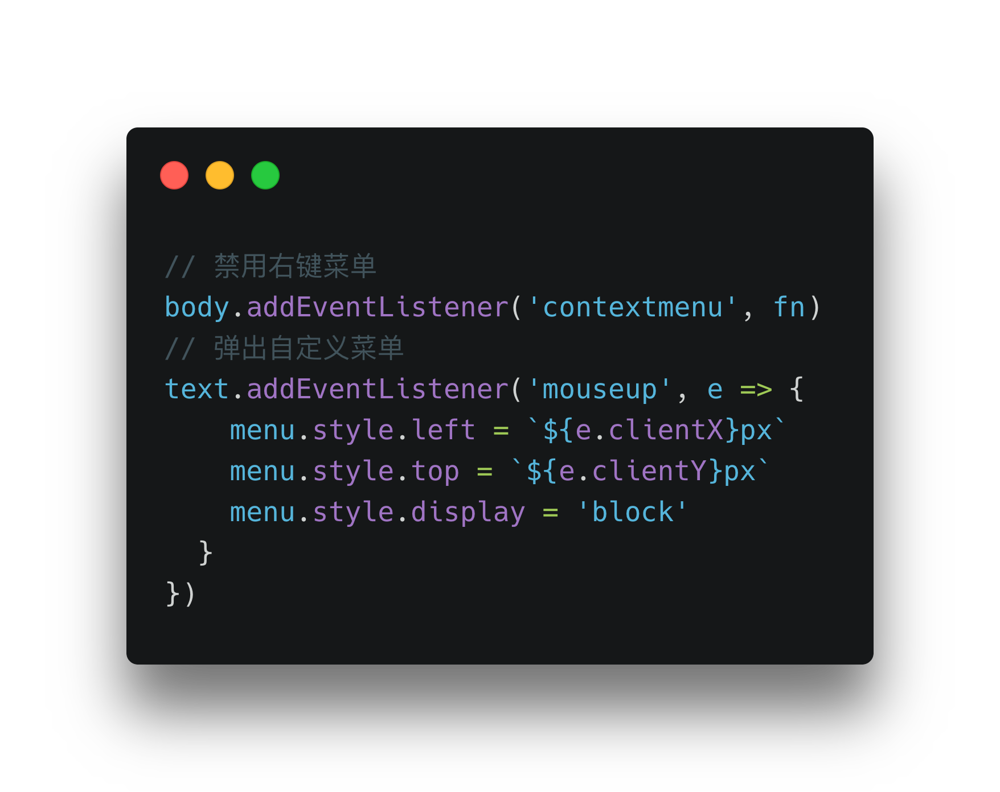 // 禁用右键菜单
body.addEventListener('contextmenu', fn)
// 弹出自定义菜单
text.addEventListener('mouseup', e => {
    menu.style.left = `${e.clientX}px`
    menu.style.top = `${e.clientY}px`
    menu.style.display = 'block'
  }
})